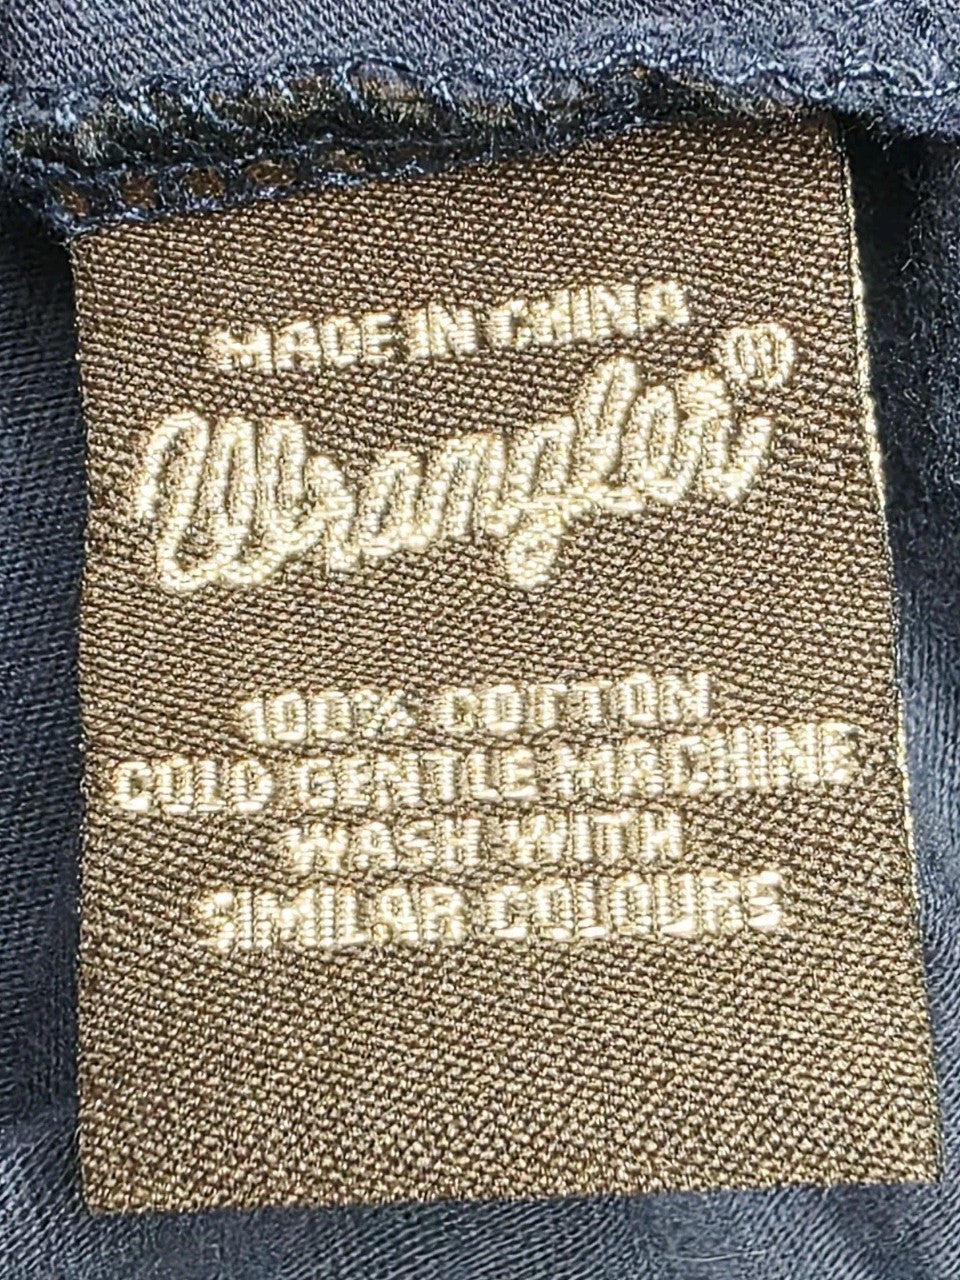 MADE IN CHINA
Wrangler®
100% COTTON
COLD GENTLE MACHINE
WASH WITH
SIMILAR COLOURS